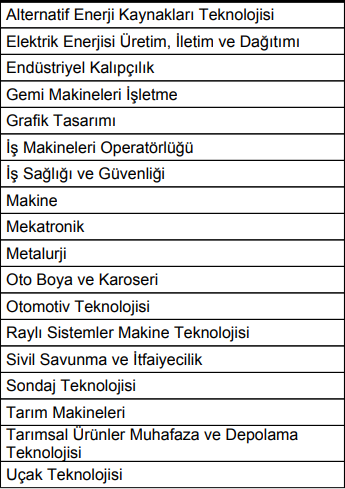 Alternatif Enerji Kaynakları Teknolojisi
Elektrik Enerjisi Üretim, İletim ve Dağıtımı
Endüstriyel Kalıpçılık
Gemi Makineleri İşletme
Grafik Tasarımı
İş Makineleri Operatörlüğü
İş Sağlığı ve Güvenliği
Makine
Mekatronik
Metalurji
Oto Boya ve Karoseri
Otomotiv Teknolojisi
Raylı Sistemler Makine Teknolojisi
Sivil Savunma ve İtfaiyecilik
Sondaj Teknolojisi
Tarım Makineleri
Tarımsal Ürünler Muhafaza ve Depolama
Teknolojisi
Uçak Teknolojisi